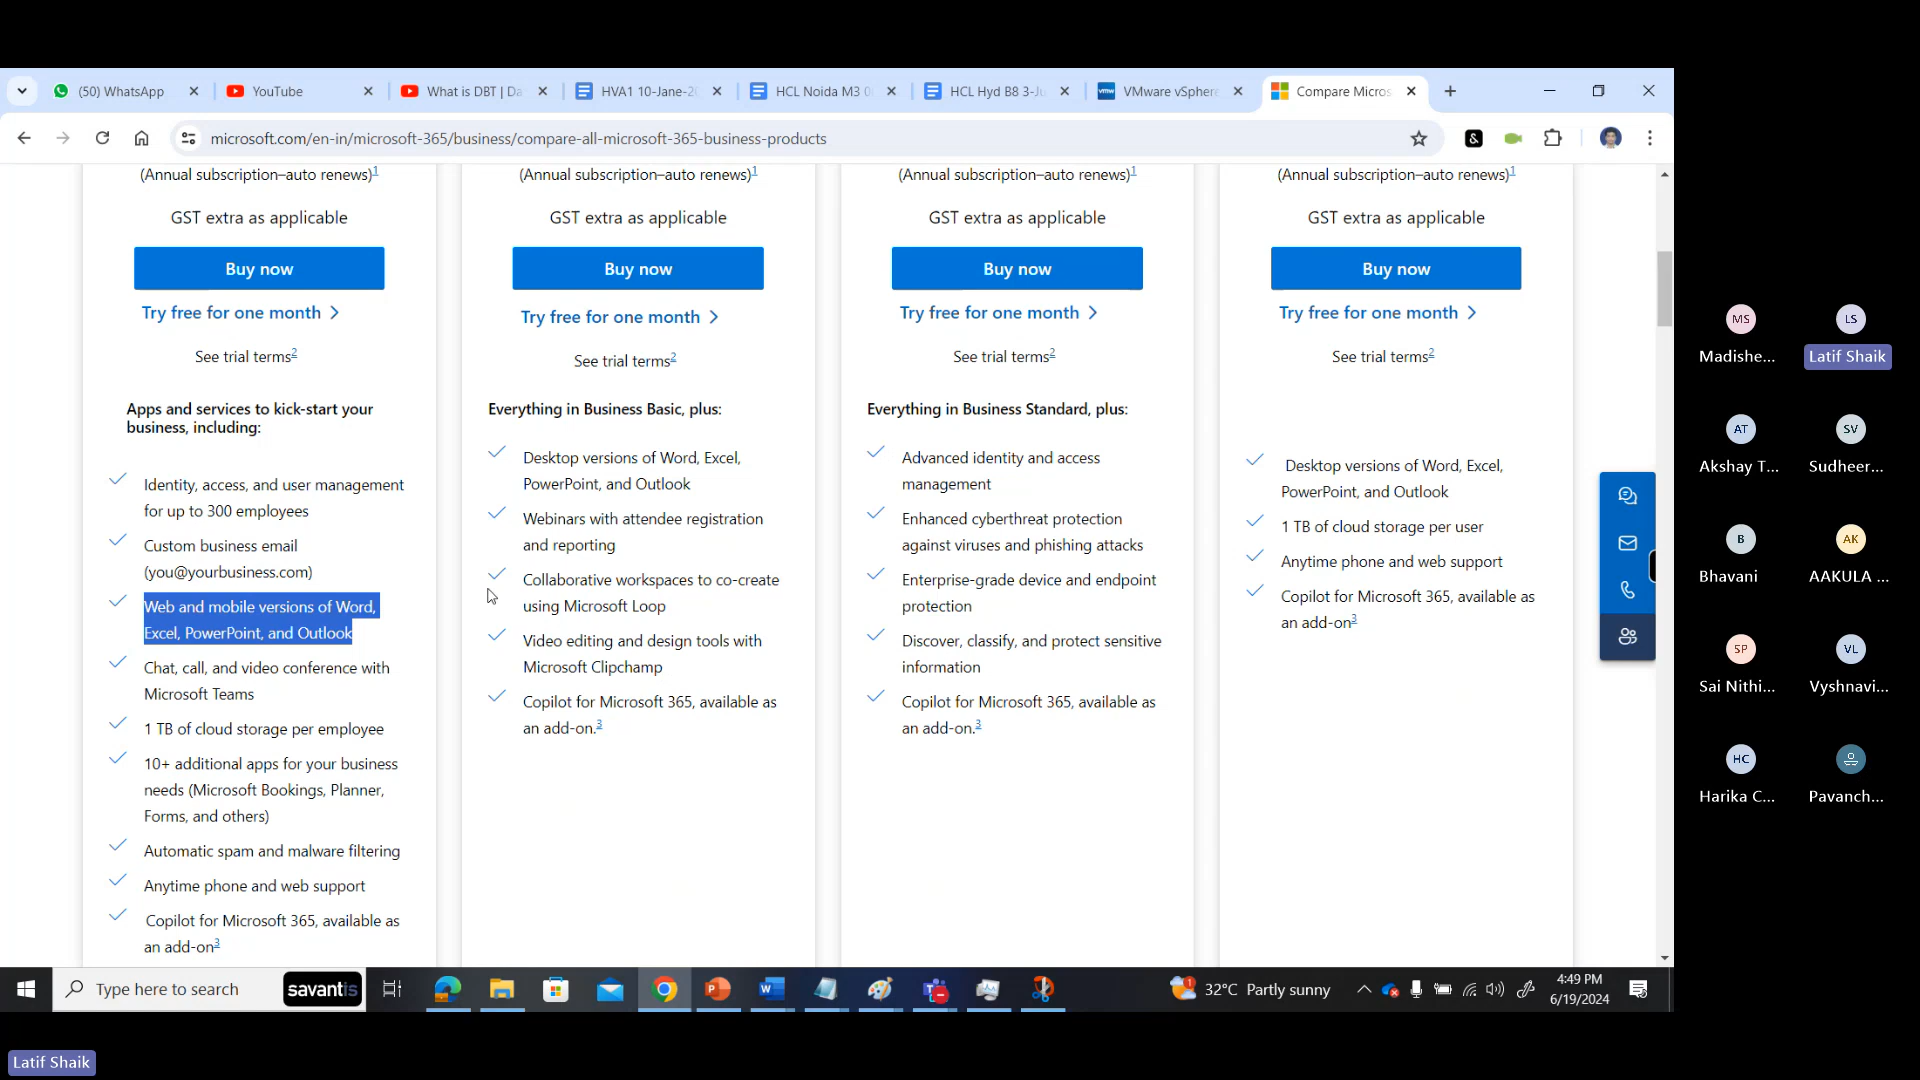 (50) WhatsApp
YouTube
What is DBT | Da
HVA1 10-Jane-20
HCL Noida M3 0
HCL Hyd B8 3-Ju
VMware vSphere
Compare Micros
microsoft.com/en-in/microsoft-365/business/compare-all-microsoft-365-business-products
(Annual subscription–auto renews)1
GST extra as applicable
Buy now
Try free for one month
See trial terms2
Apps and services to kick-start your
business, including:
Identity, access, and user management
for up to 300 employees
Custom business email
(you@yourbusiness.com)
Web and mobile versions of Word,
Excel, PowerPoint, and Outlook
Chat, call, and video conference with
Microsoft Teams
1 TB of cloud storage per employee
10+ additional apps for your business
needs (Microsoft Bookings, Planner,
Forms, and others)
Automatic spam and malware filtering
Anytime phone and web support
Copilot for Microsoft 365, available as
an add-on3
(Annual subscription–auto renews)1
GST extra as applicable
Buy now
Try free for one month
See trial terms2
Everything in Business Basic, plus:
Desktop versions of Word, Excel,
PowerPoint, and Outlook
Webinars with attendee registration
and reporting
Collaborative workspaces to co-create
using Microsoft Loop
Video editing and design tools with
Microsoft Clipchamp
Copilot for Microsoft 365, available as
an add-on.3
(Annual subscription–auto renews)1
GST extra as applicable
Buy now
Try free for one month
See trial terms2
Everything in Business Standard, plus:
Advanced identity and access
management
Enhanced cyberthreat protection
against viruses and phishing attacks
Enterprise-grade device and endpoint
protection
Discover, classify, and protect sensitive
information
Copilot for Microsoft 365, available as
an add-on.3
(Annual subscription–auto renews)1
GST extra as applicable
Buy now
Try free for one month
See trial terms2
Desktop versions of Word, Excel,
PowerPoint, and Outlook
1 TB of cloud storage per user
Anytime phone and web support
Copilot for Microsoft 365, available as
an add-on3
MS
Madishe...
LS
Latif Shaik
AT
Akshay T...
SV
Sudheer...
B
Bhavani
AK
AAKULA ...
SP
Sai Nithi...
VL
Vyshnavi...
HC
Harika C...
Pavanch...
Type here to search
savantis
32°C Partly sunny
4:49 PM
6/19/2024
Latif Shaik